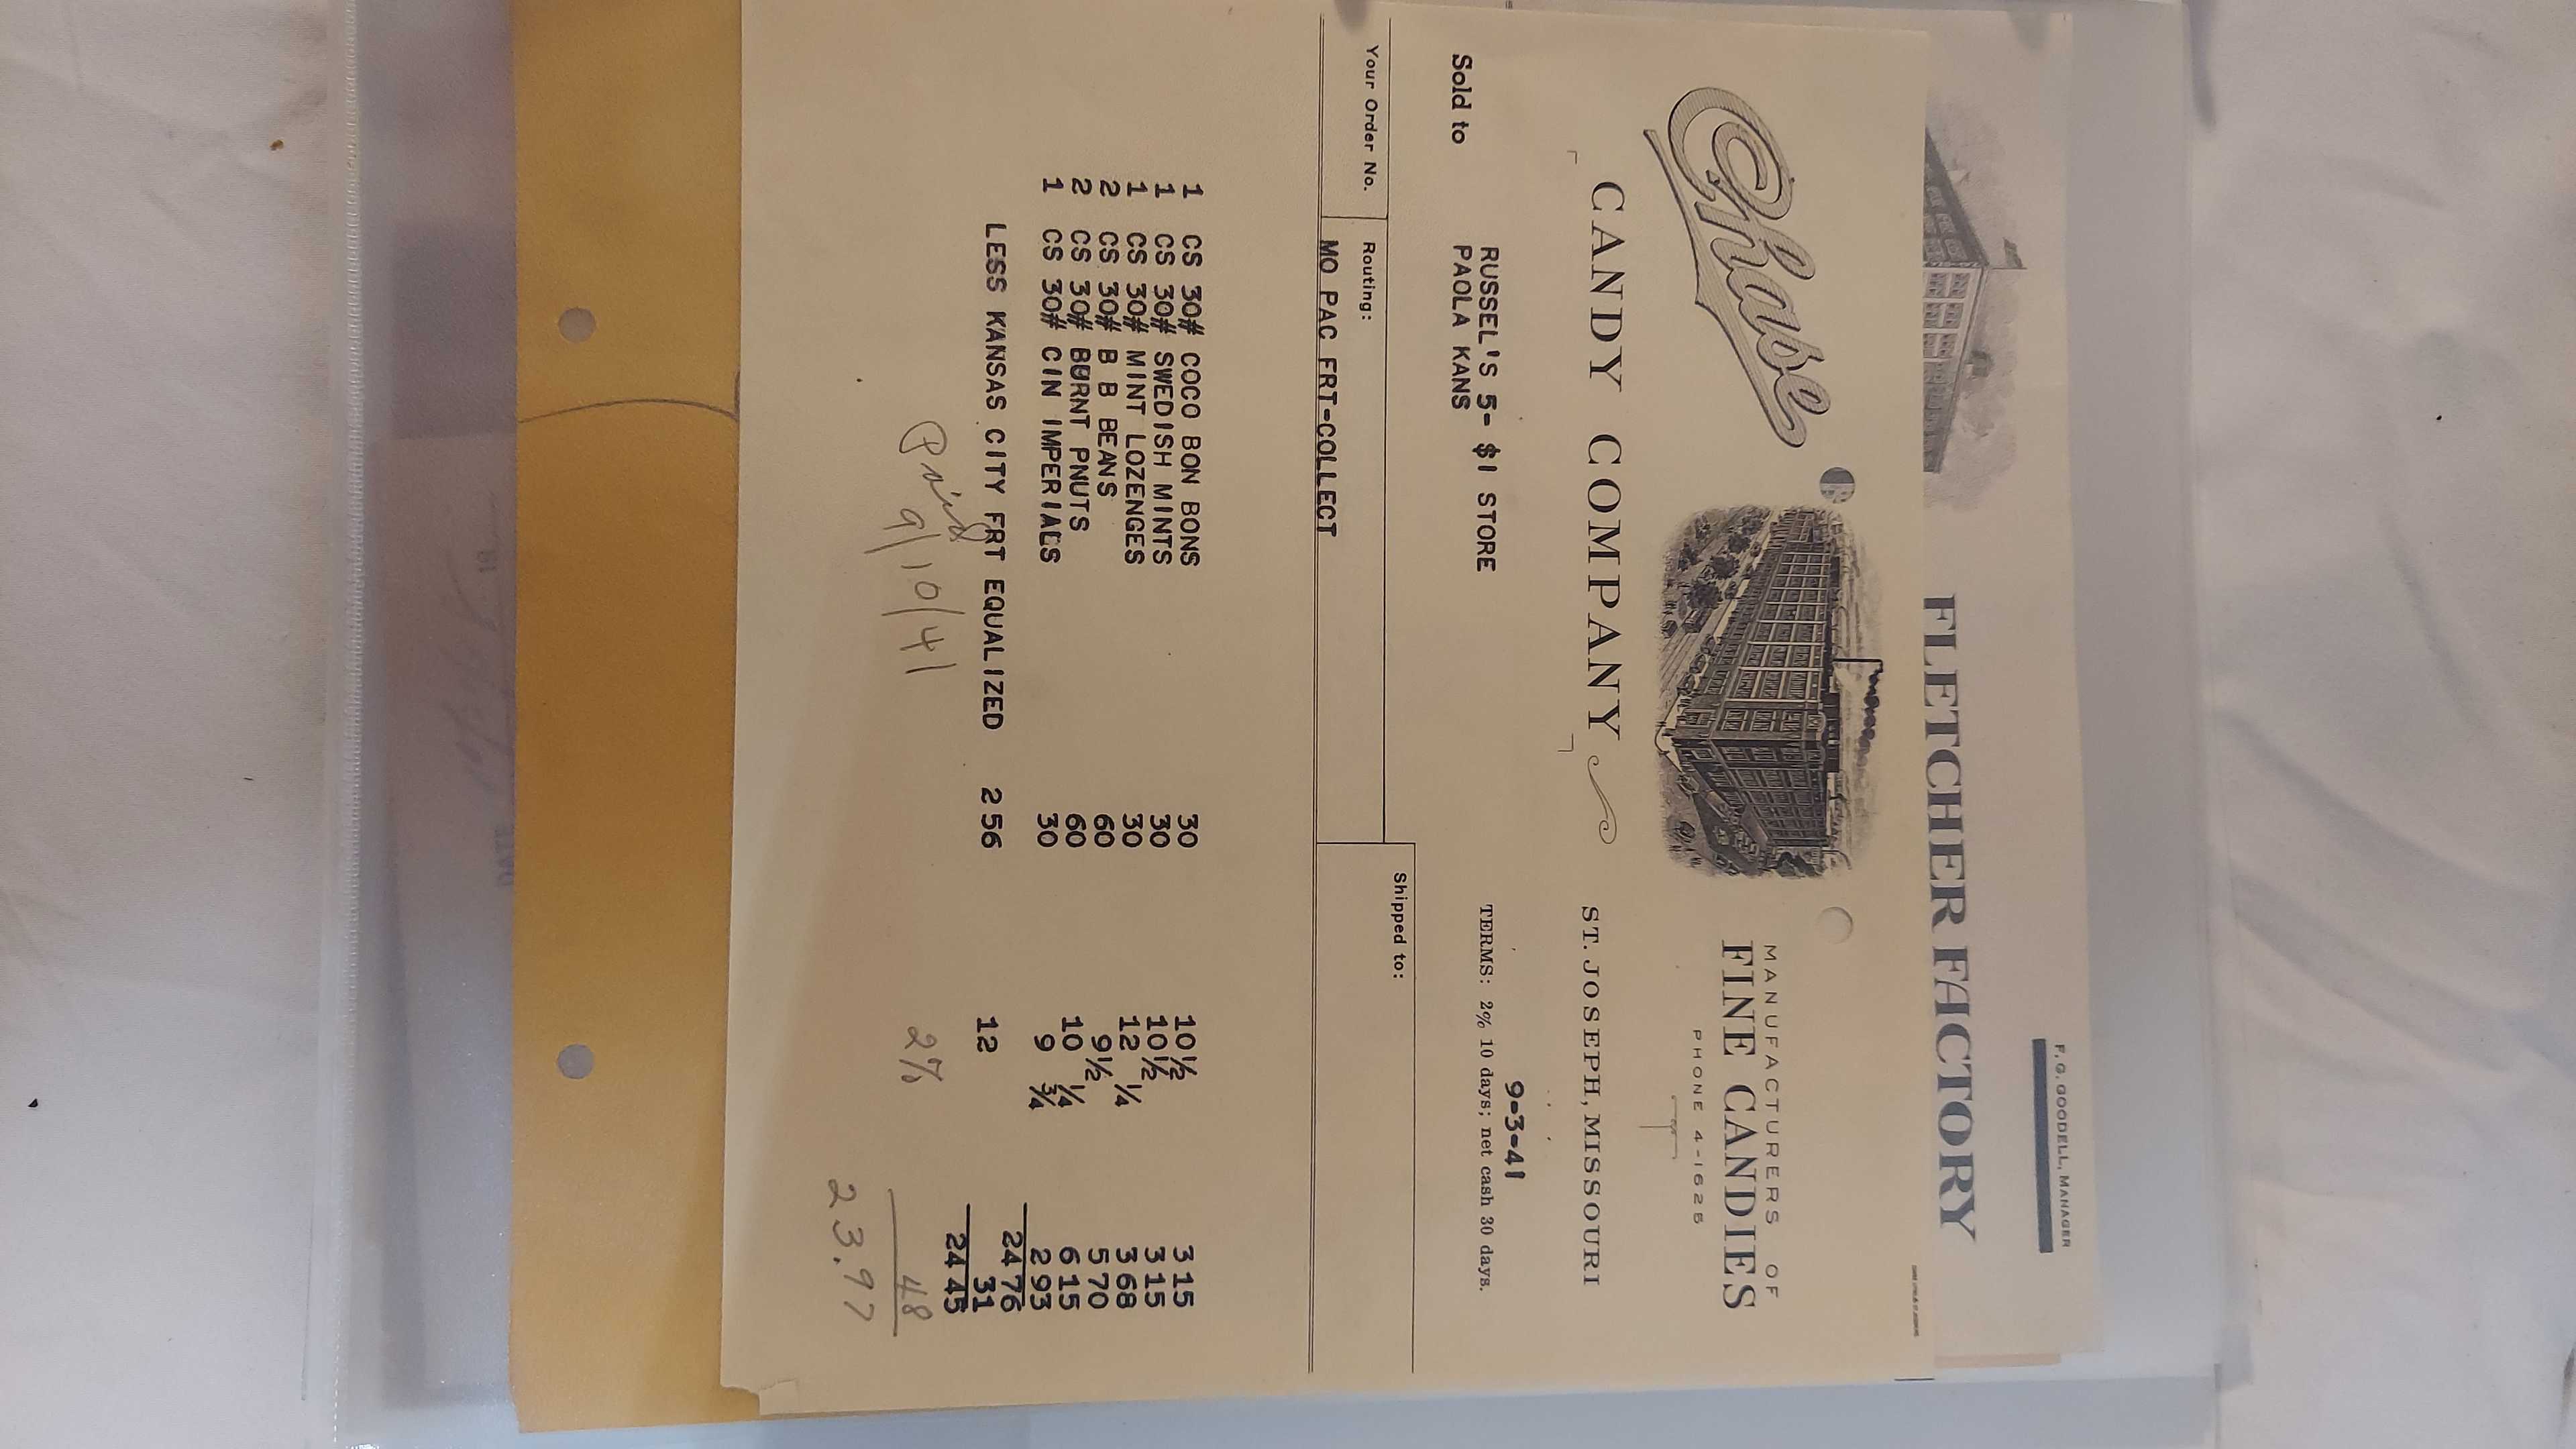 F. G. GOODELL, MANAGER
FLETCHER FACTORY
Chase
CANDY COMPANY
MANUFACTURERS OF
FINE CANDIES
PHONE 4-1625
ST. JOSEPH, MISSOURI
9-3-41
Sold to RUSSEL'S 5- $1 STORE
PAOLA KANS
TERMS: 2% 10 days; net cash 30 days.
Your Order No. Routing: Shipped to:
MO PAC FRT-COLLECT
1 CS 30# COCO BON BONS 30 10½ 3 15
1 CS 30# SWEDISH MINTS 30 10½ 3 15
1 CS 30# MINT LOZENGES 30 12 ¼ 3 68
2 CS 30# B B BEANS 60 9½ 5 70
2 CS 30# BURNT PNUTS 60 10 ¼ 6 15
1 CS 30# CIN IMPERIALS 30 9 ¾ 2 93
24 76
LESS KANSAS CITY FRT EQUALIZED 256 12 31
24 45
Paid 2% 48
9/10/41
23.97